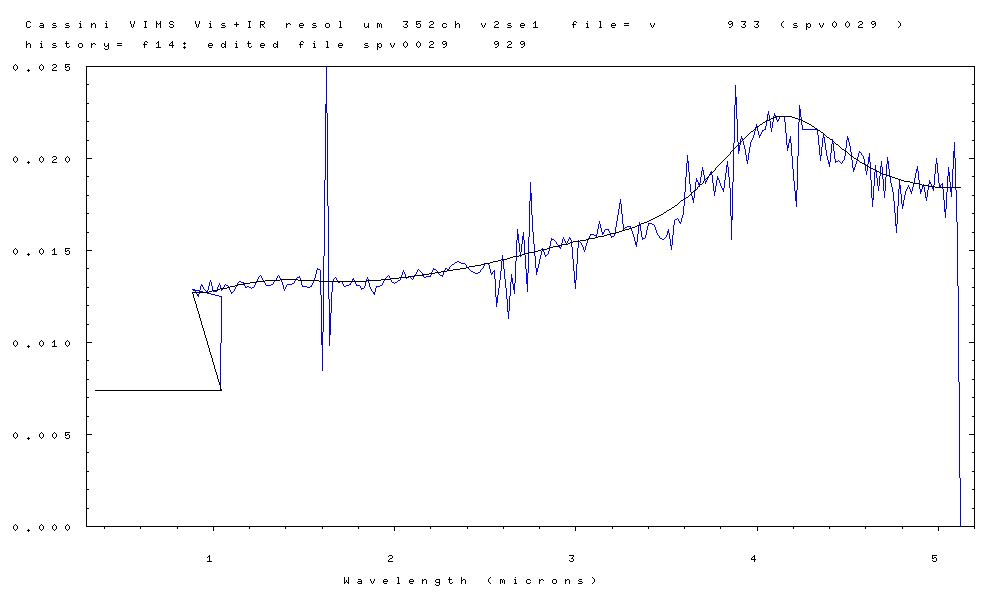 Cassini VIMS Vis+IR resol um 352ch v2se1 file= v 933 (spv0029 )
history= f14: edited file spv0029 929
0.025
0.020
0.015
0.010
0.005
0.000
1 2 3 4 5
Wavelength (microns)